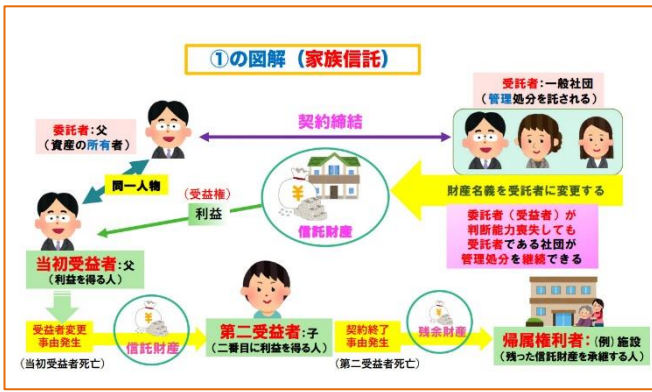 ①の図解（家族信託）
受託者：一般社団
（管理処分を託される）
委託者：父
（資産の所有者）
契約締結
同一人物
（受益権）
利益
信託財産
財産名義を受託者に変更する
委託者（受益者）が
判断能力喪失しても
受託者である社団が
管理処分を継続できる
当初受益者：父
（利益を得る人）
受益者変更
事由発生
（当初受益者死亡）
信託財産
第二受益者：子
（二番目に利益を得る人）
契約終了
事由発生
（第二受益者死亡）
残余財産
帰属権利者：（例）施設
（残った信託財産を承継する人）